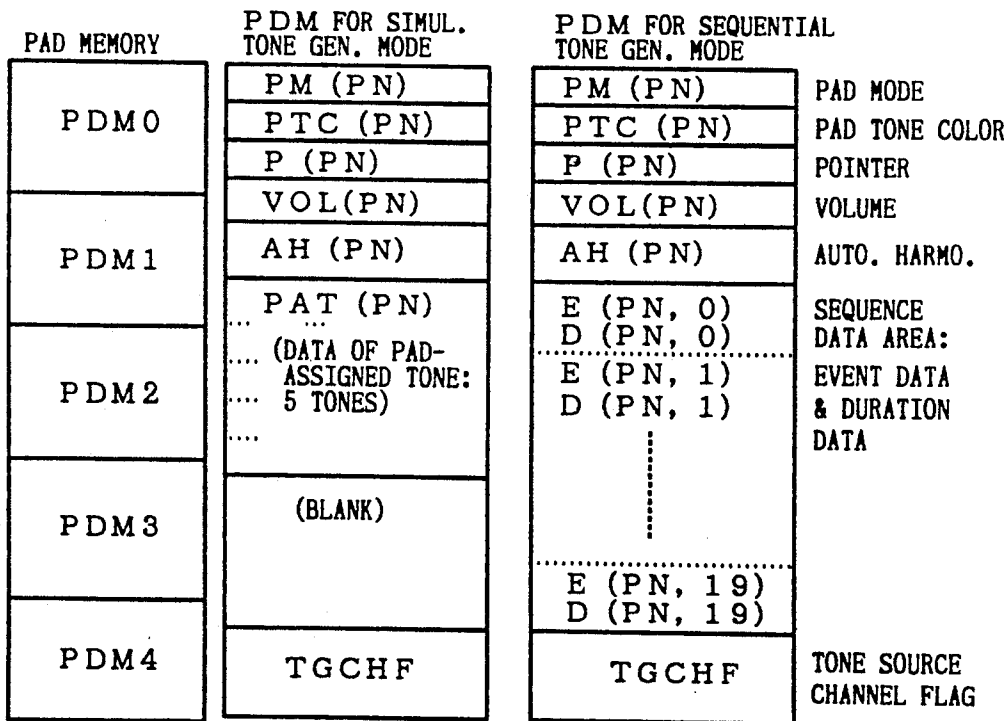 PAD MEMORY
PDM0
PDM1
PDM2
PDM3
PDM4
PDM FOR SIMUL.
TONE GEN. MODE
PM (PN)
PTC (PN)
P (PN)
VOL(PN)
AH (PN)
PAT (PN)
(DATA OF PAD-
ASSIGNED TONE:
5 TONES)
(BLANK)
TGCHF
PDM FOR SEQUENTIAL
TONE GEN. MODE
PM (PN)
PTC (PN)
P (PN)
VOL(PN)
AH (PN)
E (PN, 0)
D (PN, 0)
E (PN, 1)
D (PN, 1)
E (PN, 19)
D (PN, 19)
TGCHF
PAD MODE
PAD TONE COLOR
POINTER
VOLUME
AUTO. HARMO.
SEQUENCE
DATA AREA:
EVENT DATA
& DURATION
DATA
TONE SOURCE
CHANNEL FLAG